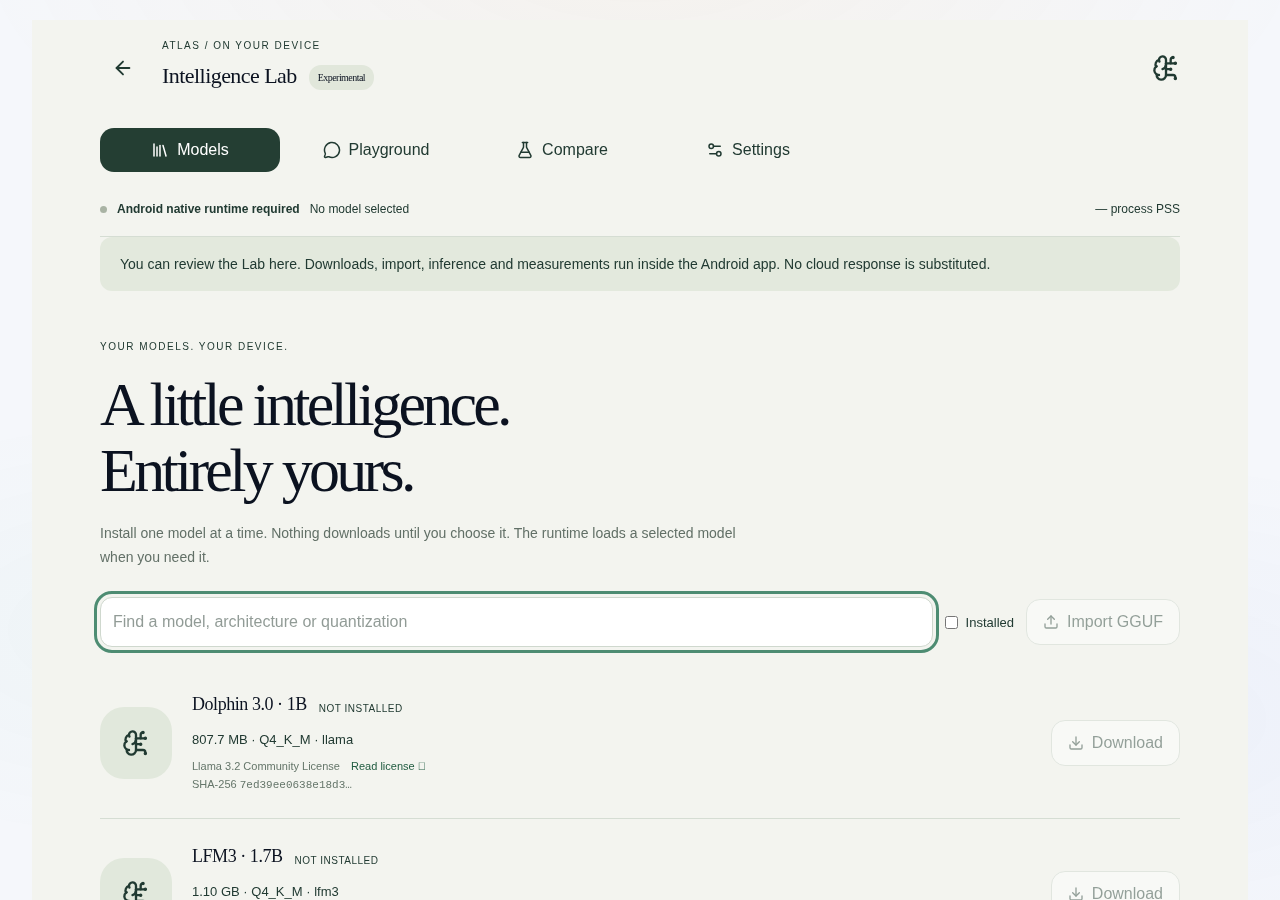 ATLAS / ON YOUR DEVICE
Intelligence Lab
Experimental
Models
Playground
Compare
Settings
Android native runtime required No model selected
— process PSS
You can review the Lab here. Downloads, import, inference and measurements run inside the Android app. No cloud response is substituted.
YOUR MODELS. YOUR DEVICE.
A little intelligence.
Entirely yours.
Install one model at a time. Nothing downloads until you choose it. The runtime loads a selected model
when you need it.
Find a model, architecture or quantization
Installed
Import GGUF
Dolphin 3.0 · 1B NOT INSTALLED
807.7 MB · Q4_K_M · llama
Llama 3.2 Community License Read license
SHA-256 7ed39ee0638e18d3…
Download
LFM3 · 1.7B NOT INSTALLED
1.10 GB · Q4_K_M · lfm3
Download